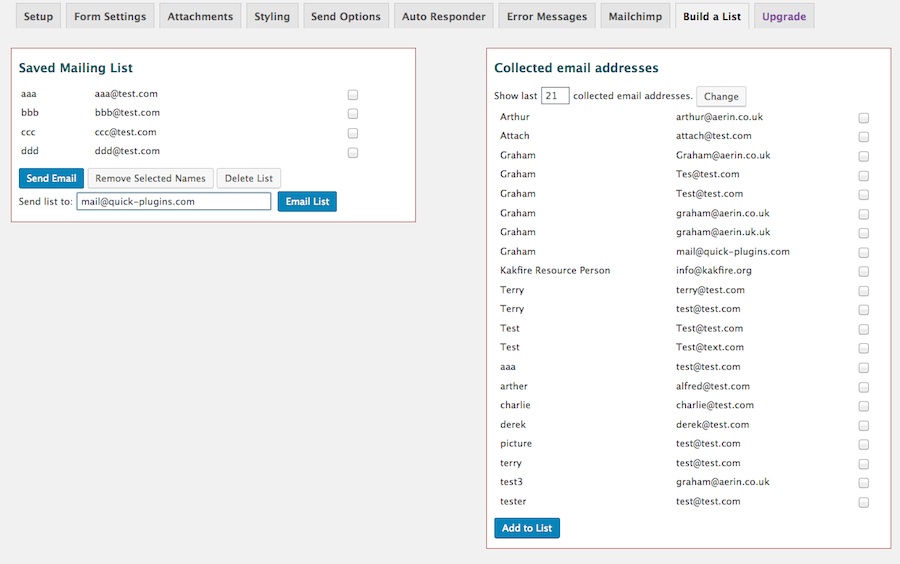 Setup Form Settings Attachments Styling Send Options Auto Responder Error Messages Mailchimp Build a List Upgrade
Saved Mailing List
aaa aaa@test.com
bbb bbb@test.com
ccc ccc@test.com
ddd ddd@test.com
Send Email Remove Selected Names Delete List
Send list to: mail@quick-plugins.com Email List
Collected email addresses
Show last 21 collected email addresses. Change
Arthur arthur@aerin.co.uk
Attach attach@test.com
Graham Graham@aerin.co.uk
Graham Tes@test.com
Graham Test@test.com
Graham graham@aerin.co.uk
Graham graham@aerin.uk.uk
Graham mail@quick-plugins.com
Kakfire Resource Person info@kakfire.org
Terry terry@test.com
Terry test@test.com
Test Test@test.com
Test Test@text.com
aaa test@test.com
arther alfred@test.com
charlie charlie@test.com
derek derek@test.com
picture test@test.com
terry test@test.com
test3 graham@aerin.co.uk
tester test@test.com
Add to List